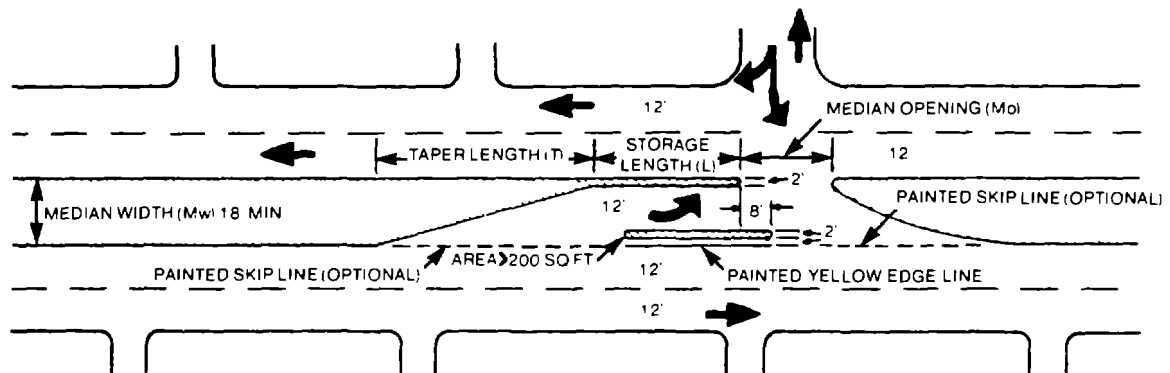 12'
MEDIAN OPENING (Mo)
TAPER LENGTH (T)
STORAGE
LENGTH (L)
12
2'
MEDIAN WIDTH (Mw) 18 MIN
12'
8'
PAINTED SKIP LINE (OPTIONAL)
2'
PAINTED SKIP LINE (OPTIONAL)
AREA>200 SQ FT
12'
PAINTED YELLOW EDGE LINE
12'